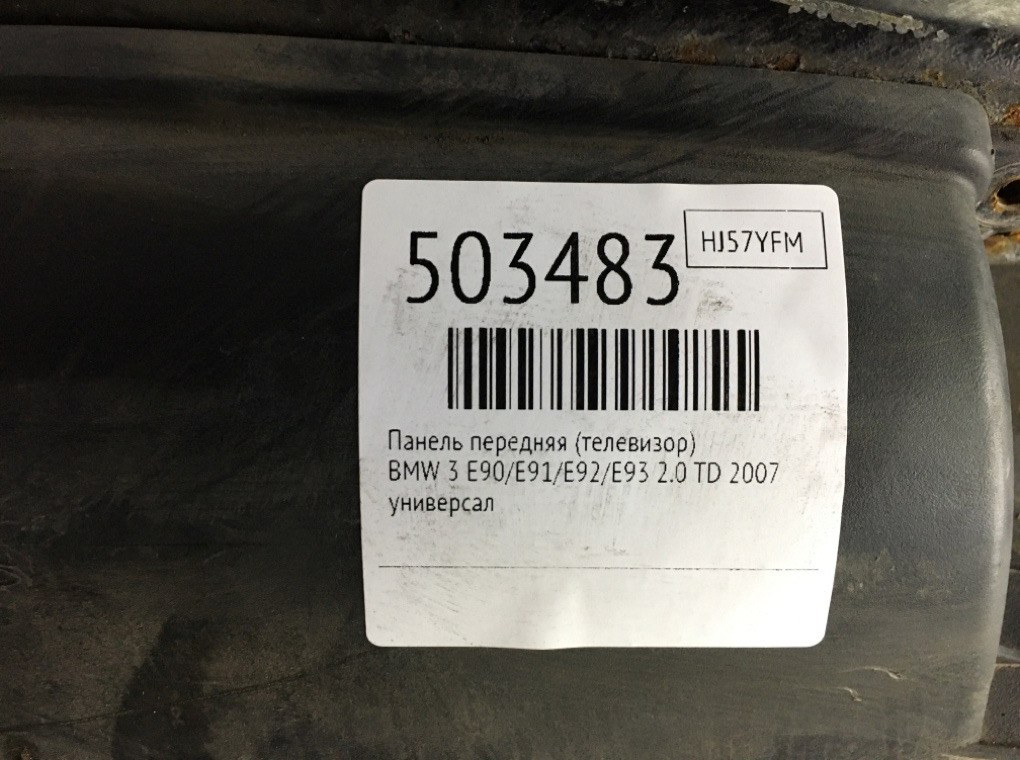 503483
HJ57YFM
Панель передняя (телевизор)
BMW 3 E90/E91/E92/E93 2.0 TD 2007
универсал